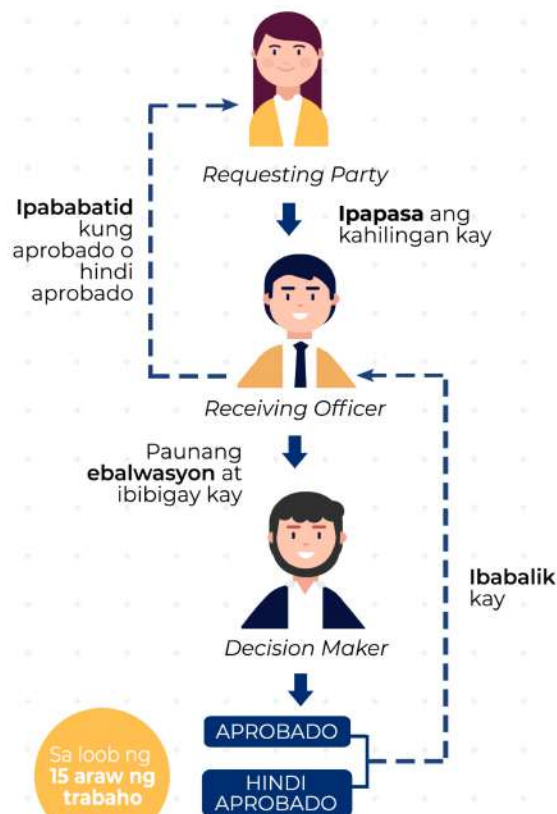 Requesting Party
Ipapasa ang
kahilingan kay
Ipababatid
kung
aprobado o
hindi
aprobado
Receiving Officer
Paunang
ebalwasyon at
ibibigay kay
Ibabalik
kay
Decision Maker
APROBADO
HINDI
APROBADO
Sa loob ng
15 araw ng
trabaho